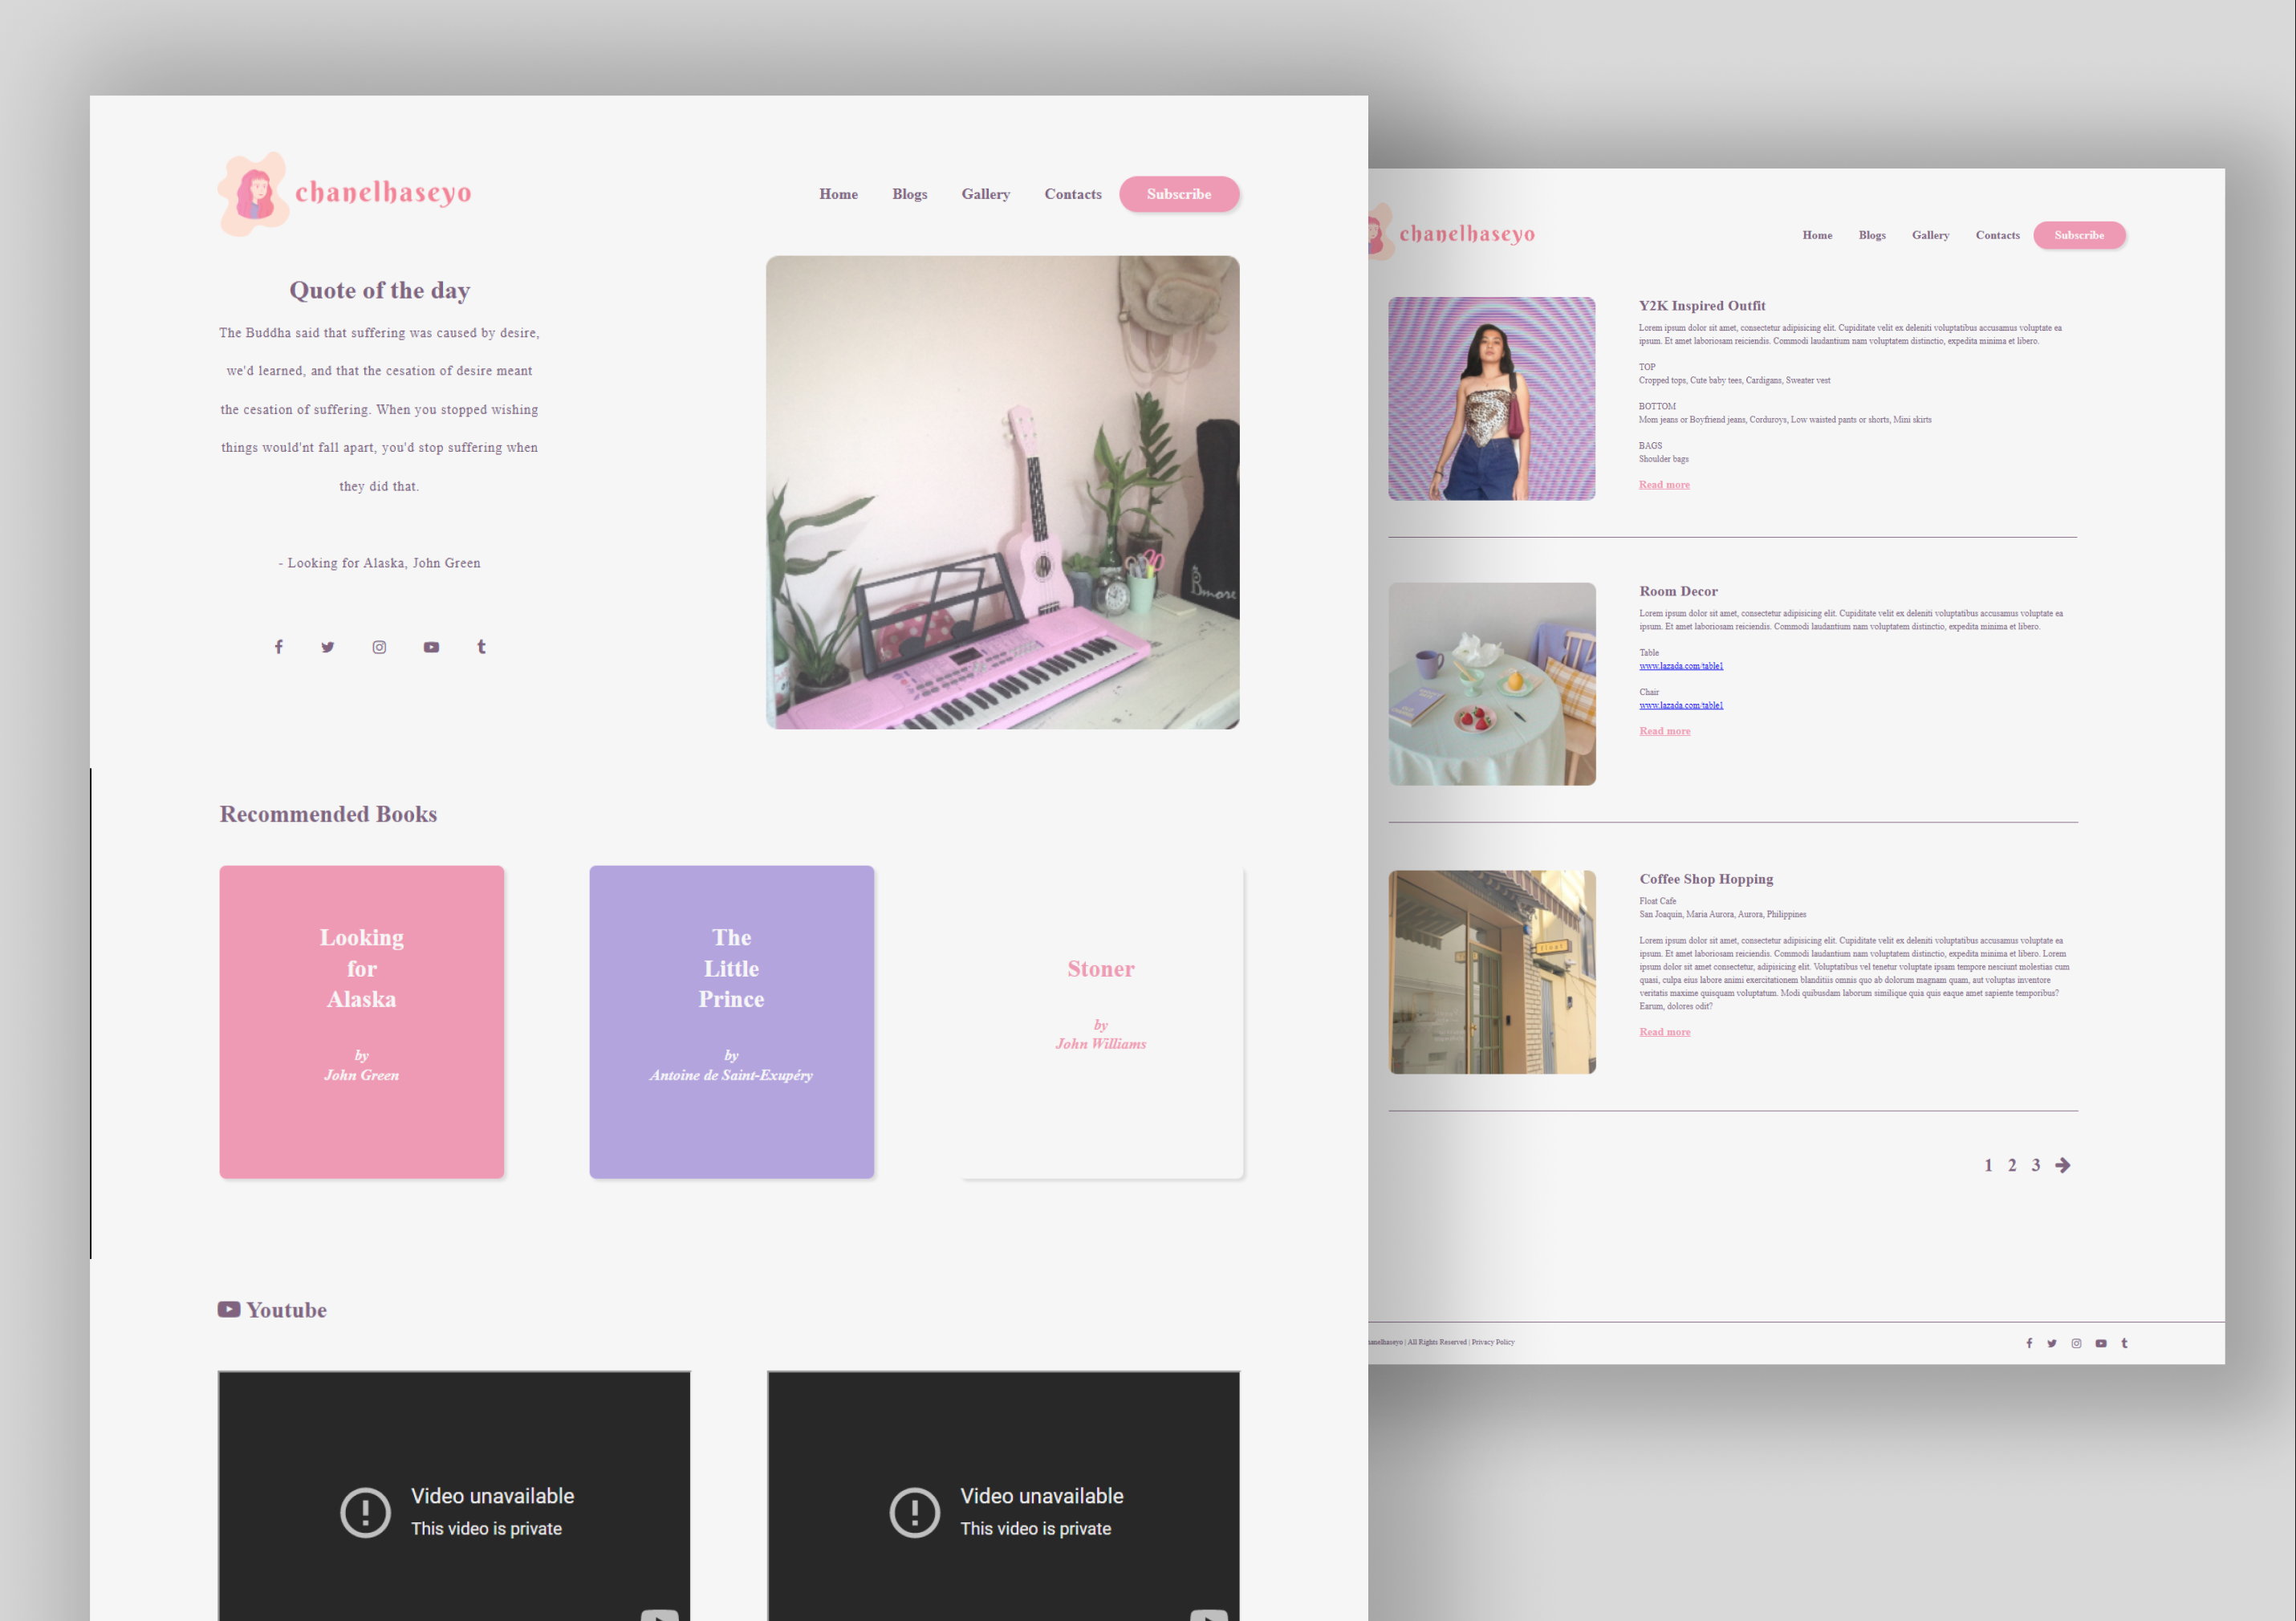 chanelhaseyo
Home Blogs Gallery Contacts Subscribe
Quote of the day
The Buddha said that suffering was caused by desire,
we'd learned, and that the cesation of desire meant
the cesation of suffering. When you stopped wishing
things would'nt fall apart, you'd stop suffering when
they did that.
- Looking for Alaska, John Green
Bmore
Recommended Books
Looking
for
Alaska
by
John Green
The
Little
Prince
by
Antoine de Saint-Exupéry
Stoner
by
John Williams
Youtube
Video unavailable
This video is private
Video unavailable
This video is private
chanelhaseyo
Home Blogs Gallery Contacts Subscribe
Y2K Inspired Outfit
Lorem ipsum dolor sit amet, consectetur adipisicing elit. Cupiditate velit ex deleniti voluptatibus accusamus voluptate ea
ipsum. Et amet laboriosam reiciendis. Commodi laudantium nam voluptatem distinctio, expedita minima et libero.
TOP
Cropped tops, Cute baby tees, Cardigans, Sweater vest
BOTTOM
Mom jeans or Boyfriend jeans, Corduroys, Low waisted pants or shorts, Mini skirts
BAGS
Shoulder bags
Read more
Room Decor
Lorem ipsum dolor sit amet, consectetur adipisicing elit. Cupiditate velit ex deleniti voluptatibus accusamus voluptate ea
ipsum. Et amet laboriosam reiciendis. Commodi laudantium nam voluptatem distinctio, expedita minima et libero.
Table
www.lazada.com/table1
Chair
www.lazada.com/table1
Read more
float
Coffee Shop Hopping
Float Cafe
San Joaquin, Maria Aurora, Aurora, Philippines
Lorem ipsum dolor sit amet, consectetur adipisicing elit. Cupiditate velit ex deleniti voluptatibus accusamus voluptate ea
ipsum. Et amet laboriosam reiciendis. Commodi laudantium nam voluptatem distinctio, expedita minima et libero. Lorem
ipsum dolor sit amet consectetur, adipisicing elit. Voluptatibus vel tenetur voluptate ipsam tempore nesciunt molestias cum
quasi, culpa eius labore animi exercitationem blanditiis omnis quo ab dolorum magnam quam, aut voluptas inventore
veritatis maxime quisquam voluptatum. Modi quibusdam laborum similique quia quis eaque amet sapiente temporibus?
Earum, dolores odit?
Read more
1 2 3
anelhaseyo | All Rights Reserved | Privacy Policy